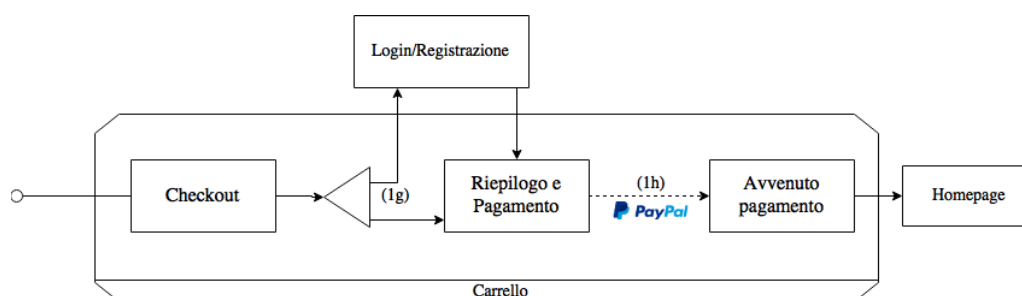 Login/Registrazione
Checkout
(1g)
Riepilogo e
Pagamento
(1h)
PayPal
Avvenuto
pagamento
Homepage
Carrello